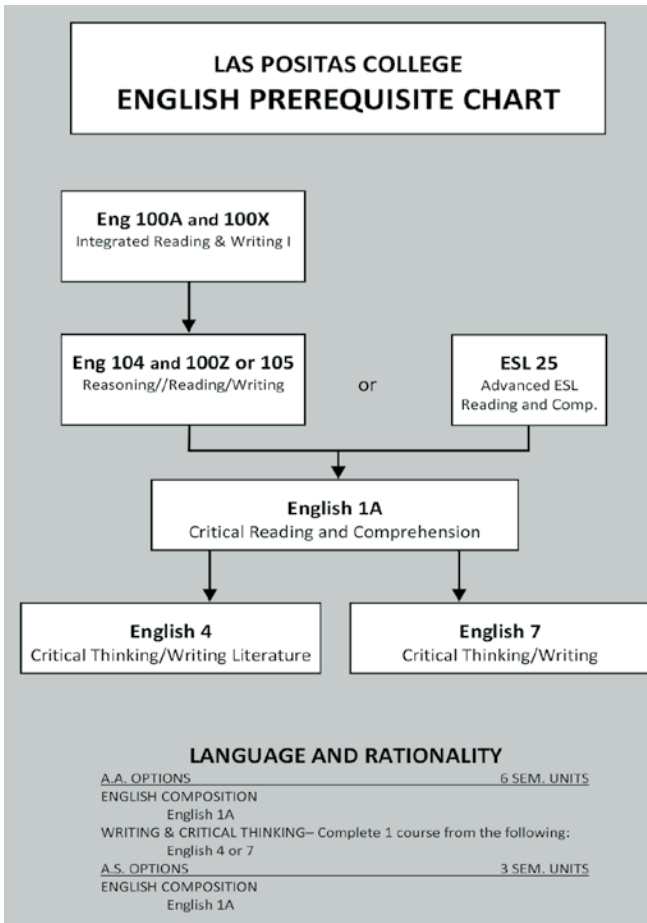 LAS POSITAS COLLEGE
ENGLISH PREREQUISITE CHART
Eng 100A and 100X
Integrated Reading & Writing I
Eng 104 and 100Z or 105
Reasoning//Reading/Writing
or
ESL 25
Advanced ESL
Reading and Comp.
English 1A
Critical Reading and Comprehension
English 4
Critical Thinking/Writing Literature
English 7
Critical Thinking/Writing
LANGUAGE AND RATIONALITY
A.A. OPTIONS 6 SEM. UNITS
ENGLISH COMPOSITION
English 1A
WRITING & CRITICAL THINKING– Complete 1 course from the following:
English 4 or 7
A.S. OPTIONS 3 SEM. UNITS
ENGLISH COMPOSITION
English 1A